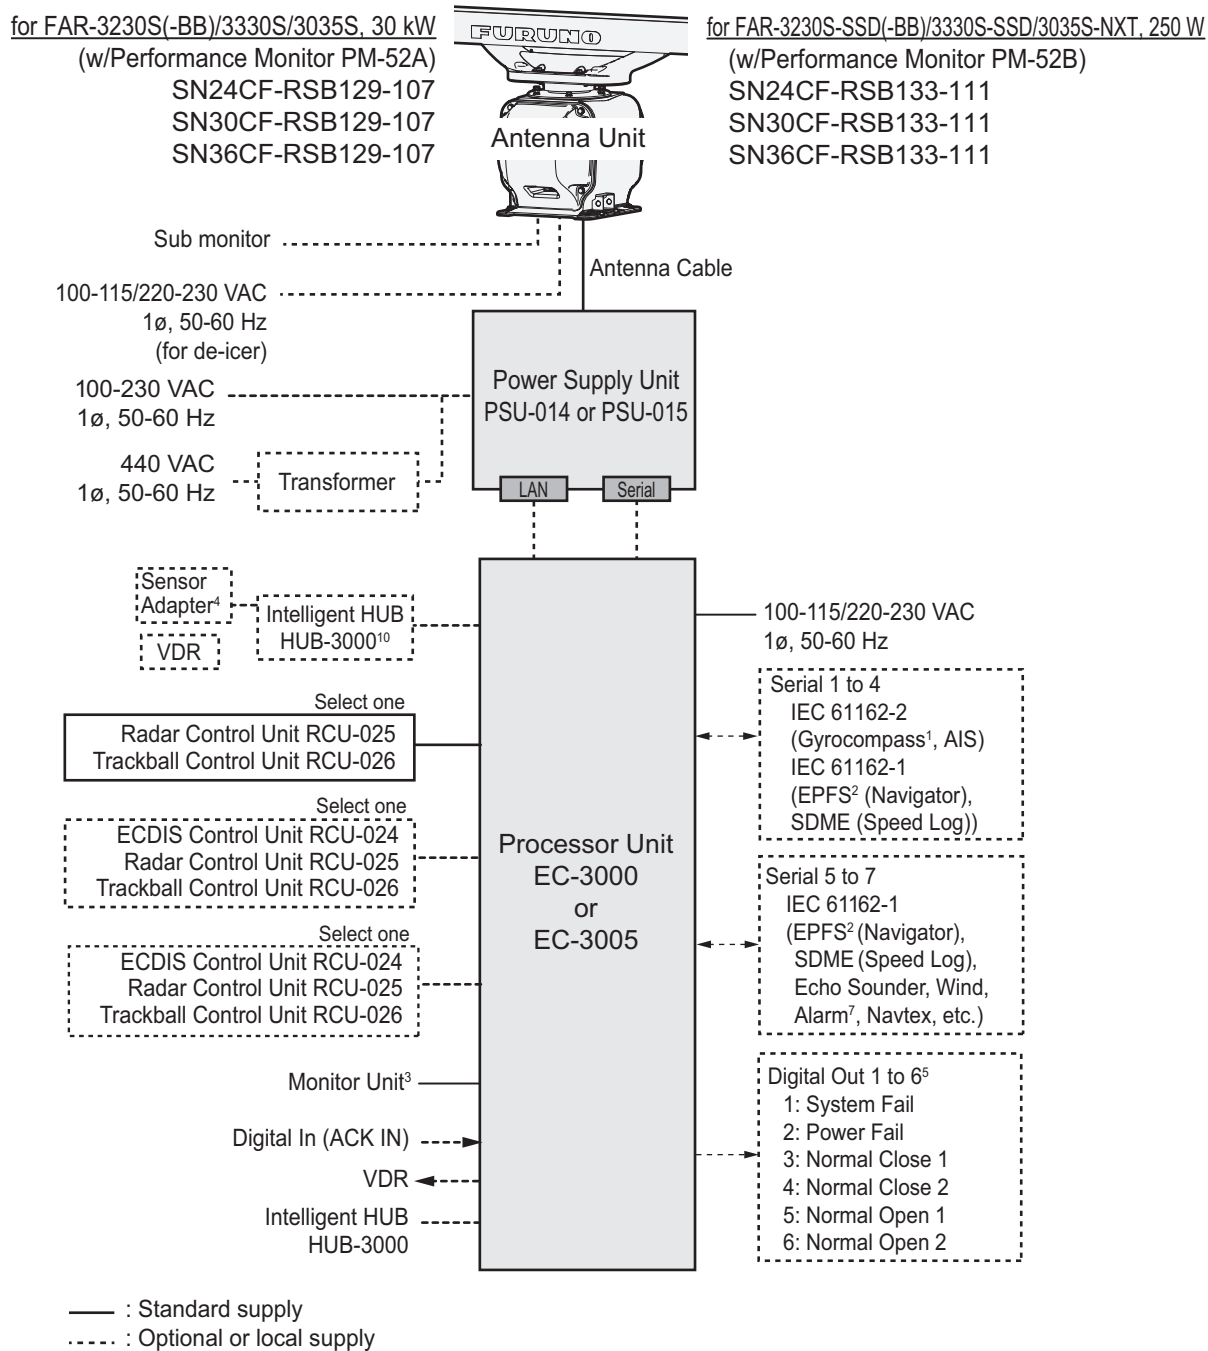 for FAR-3230S(-BB)/3330S/3035S, 30 kW
(w/Performance Monitor PM-52A)
SN24CF-RSB129-107
SN30CF-RSB129-107
SN36CF-RSB129-107
FURUNO
Antenna Unit
for FAR-3230S-SSD(-BB)/3330S-SSD/3035S-NXT, 250 W
(w/Performance Monitor PM-52B)
SN24CF-RSB133-111
SN30CF-RSB133-111
SN36CF-RSB133-111
Sub monitor
Antenna Cable
100-115/220-230 VAC
1ø, 50-60 Hz
(for de-icer)
100-230 VAC
1ø, 50-60 Hz
440 VAC
1ø, 50-60 Hz
Transformer
Power Supply Unit
PSU-014 or PSU-015
LAN
Serial
Sensor
Adapter⁴
VDR
Intelligent HUB
HUB-3000¹⁰
Select one
Radar Control Unit RCU-025
Trackball Control Unit RCU-026
Select one
ECDIS Control Unit RCU-024
Radar Control Unit RCU-025
Trackball Control Unit RCU-026
Select one
ECDIS Control Unit RCU-024
Radar Control Unit RCU-025
Trackball Control Unit RCU-026
Monitor Unit³
Digital In (ACK IN)
VDR
Intelligent HUB
HUB-3000
Processor Unit
EC-3000
or
EC-3005
100-115/220-230 VAC
1ø, 50-60 Hz
Serial 1 to 4
IEC 61162-2
(Gyrocompass¹, AIS)
IEC 61162-1
(EPFS² (Navigator),
SDME (Speed Log))
Serial 5 to 7
IEC 61162-1
(EPFS² (Navigator),
SDME (Speed Log),
Echo Sounder, Wind,
Alarm⁷, Navtex, etc.)
Digital Out 1 to 6⁵
1: System Fail
2: Power Fail
3: Normal Close 1
4: Normal Close 2
5: Normal Open 1
6: Normal Open 2
: Standard supply
: Optional or local supply